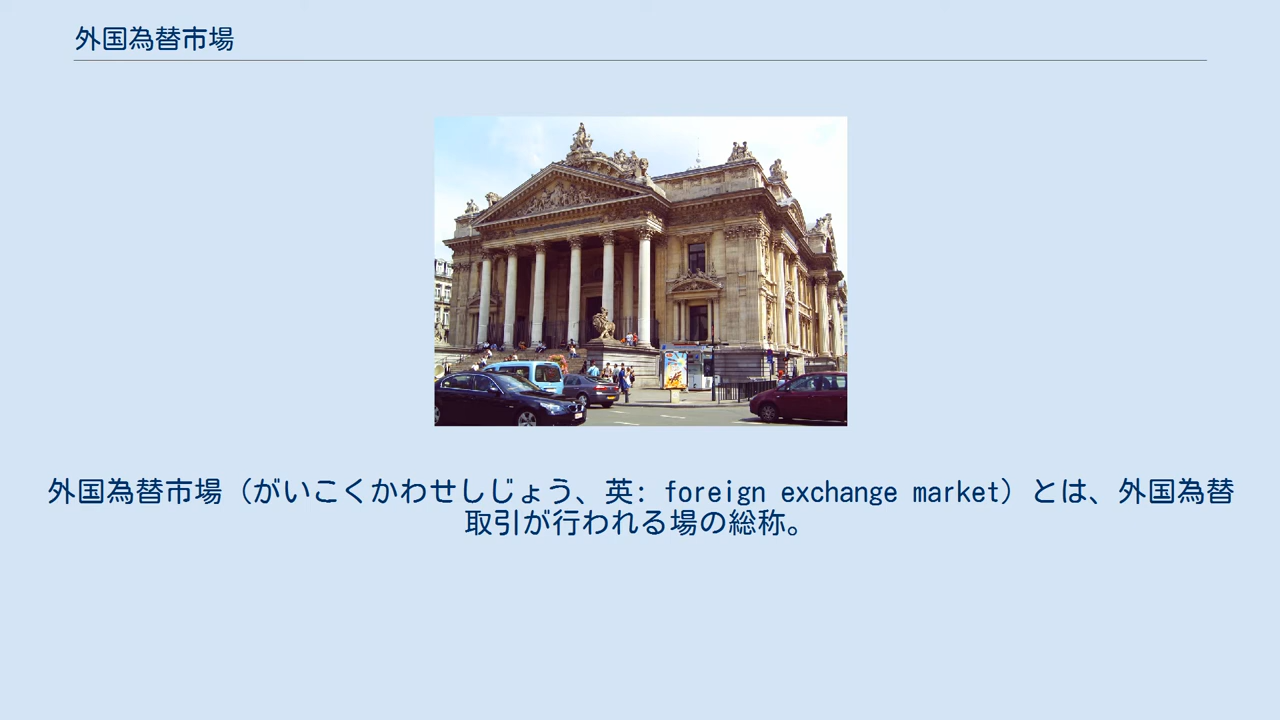 外国為替市場
外国為替市場（がいこくかわせしじょう、英: foreign exchange market）とは、外国為替
取引が行われる場の総称。